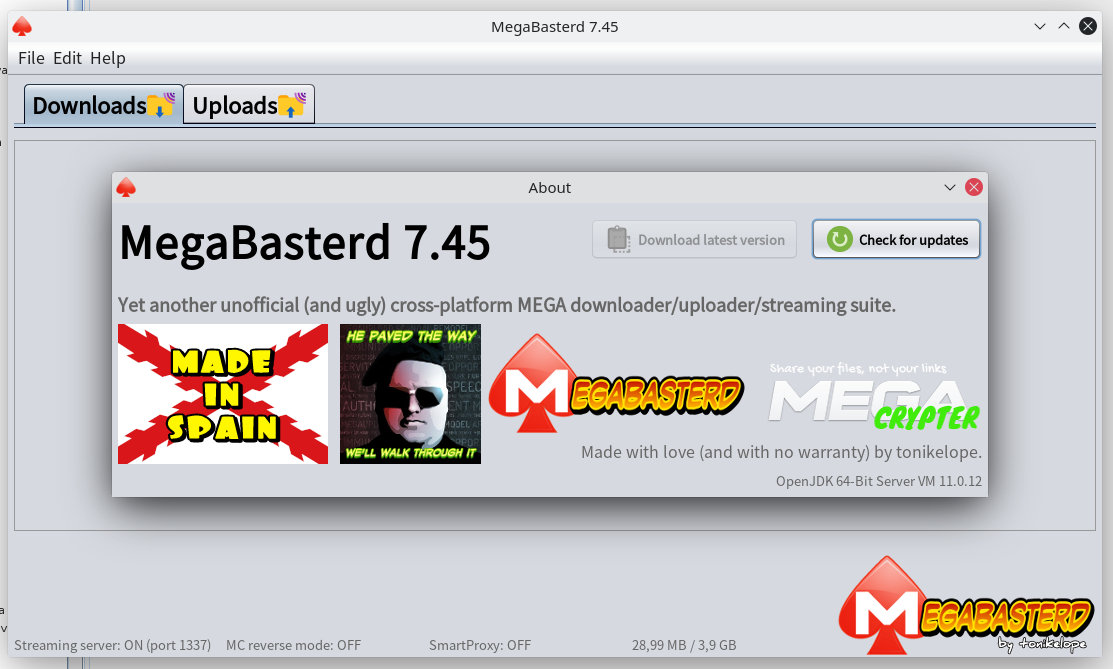 MegaBasterd 7.45
File Edit Help
Downloads Uploads
About
MegaBasterd 7.45
Download latest version
Check for updates
Yet another unofficial (and ugly) cross-platform MEGA downloader/uploader/streaming suite.
MADE
IN
SPAIN
HE PAVED THE WAY
WE'LL WALK THROUGH IT
MEGABASTERD
Share your files, not your links
MEGA
CRYPTER
Made with love (and with no warranty) by tonikelope.
OpenJDK 64-Bit Server VM 11.0.12
MEGABASTERD
by tonikelope
Streaming server: ON (port 1337) MC reverse mode: OFF SmartProxy: OFF 28,99 MB / 3,9 GB